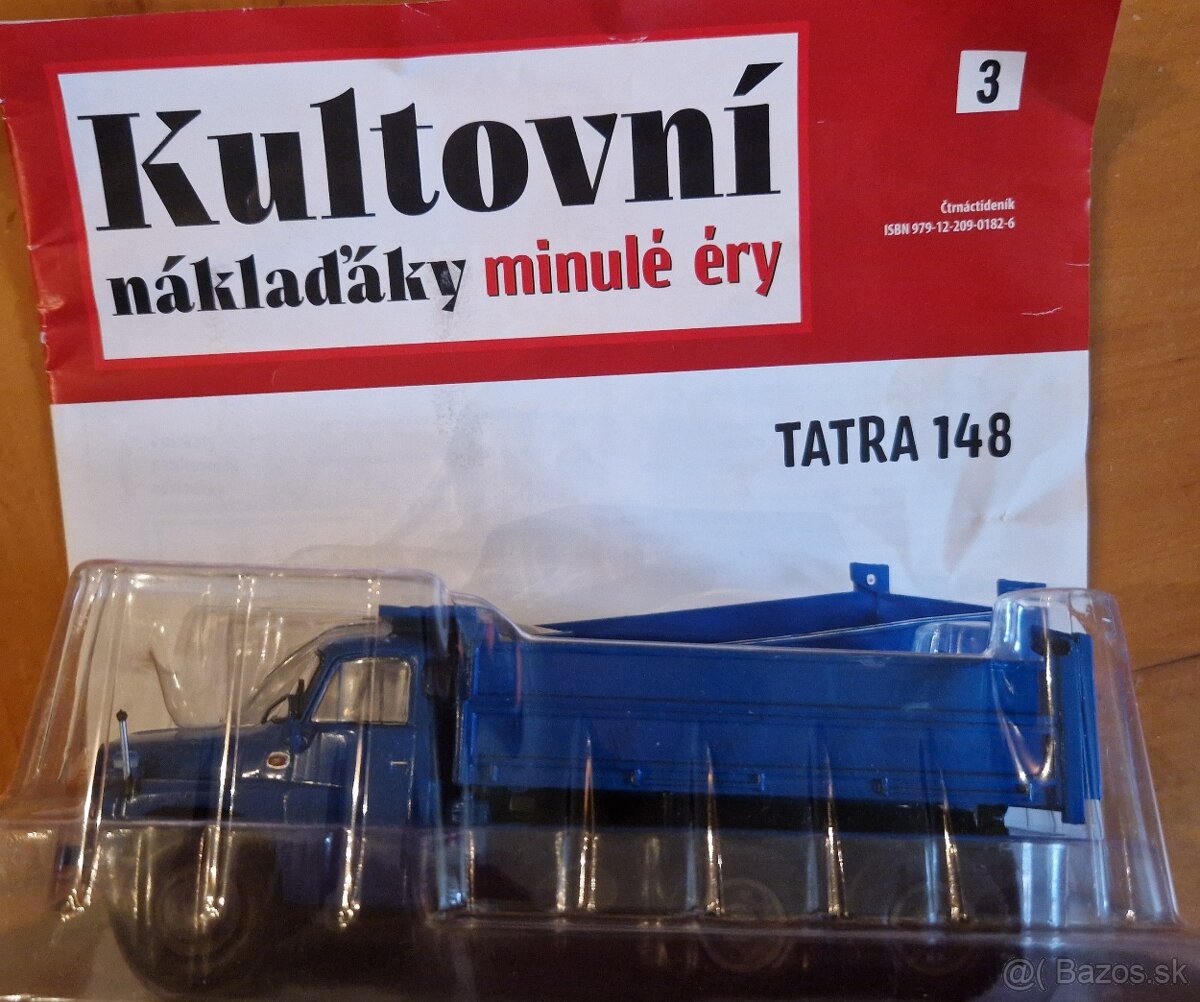 Kultovní
náklaďáky minulé éry
3
Čtrnáctideník
ISBN 979-12-209-0182-6
TATRA 148
@( Bazos.sk